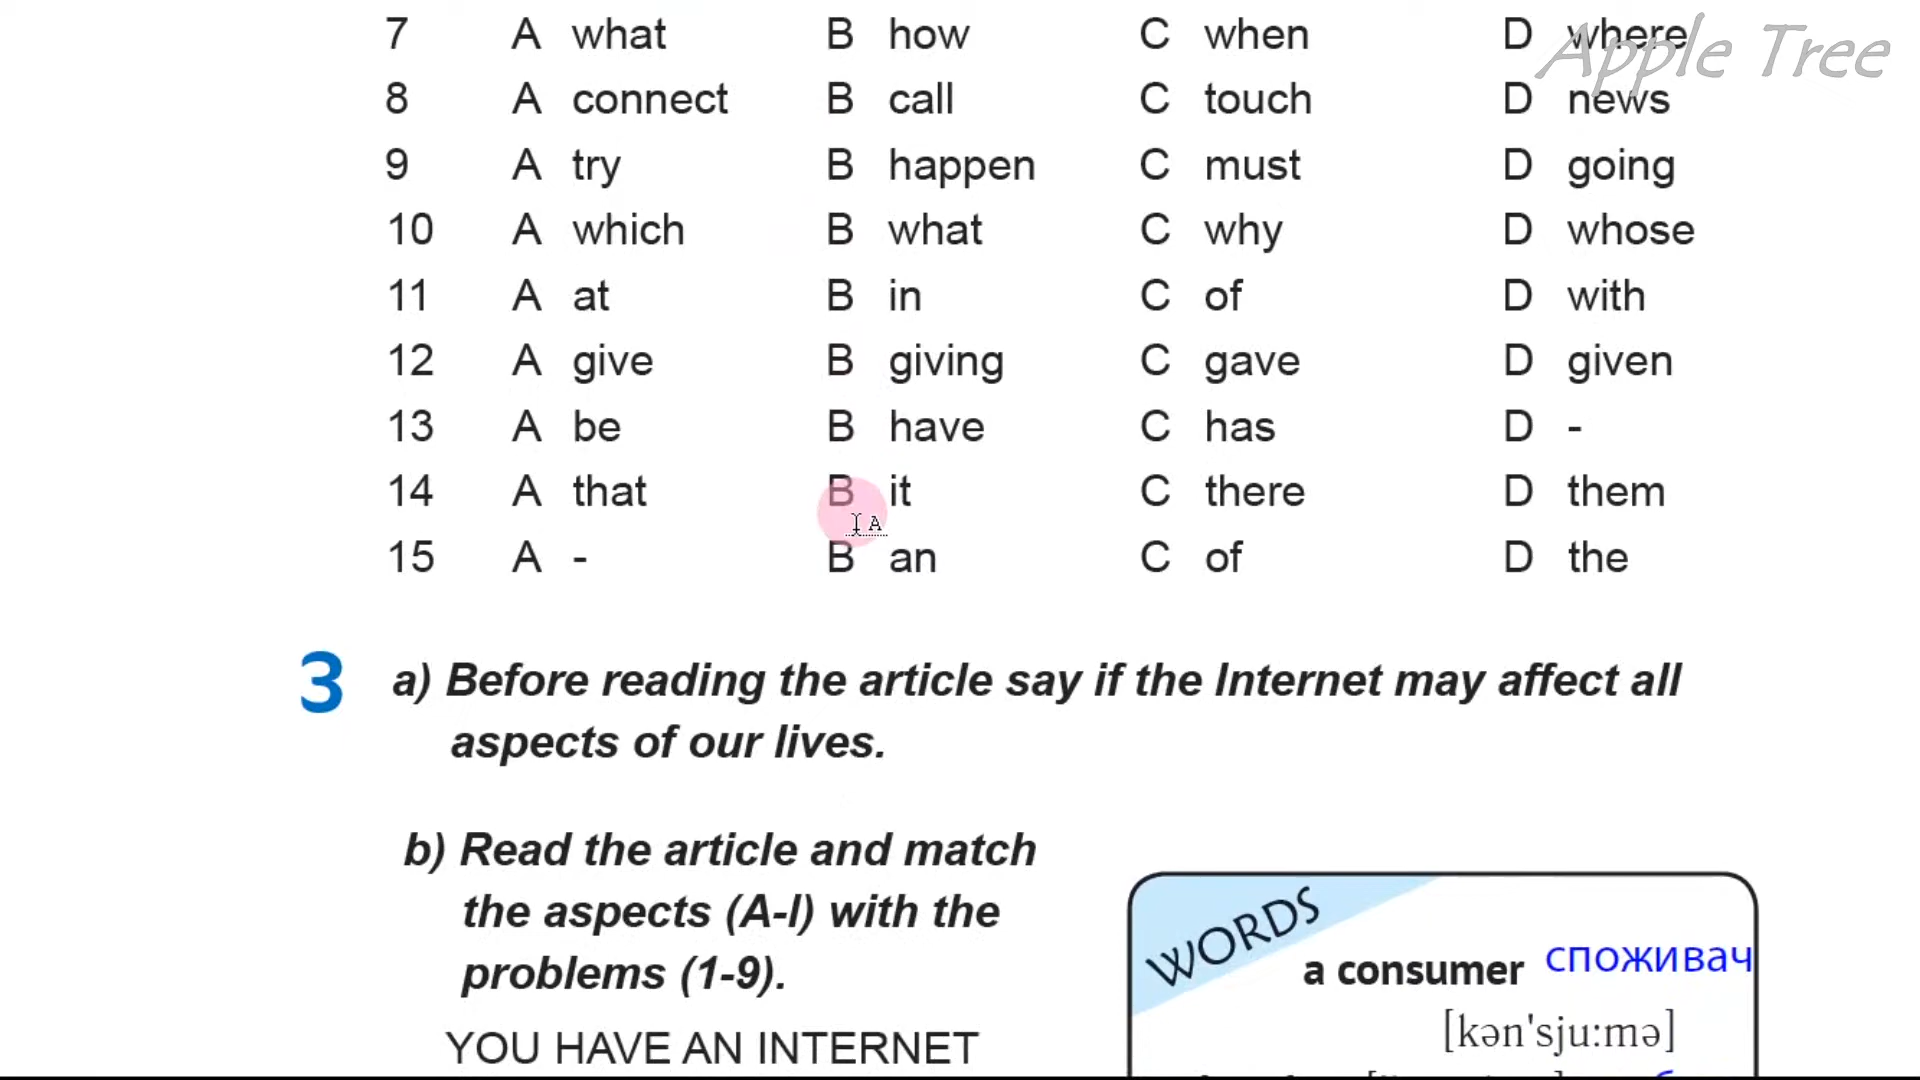 7 A what B how C when D where
Apple Tree
8 A connect B call C touch D news
9 A try B happen C must D going
10 A which B what C why D whose
11 A at B in C of D with
12 A give B giving C gave D given
13 A be B have C has D -
14 A that B it C there D them
15 A - B an C of D the
3 a) Before reading the article say if the Internet may affect all
aspects of our lives.
b) Read the article and match
the aspects (A-I) with the
problems (1-9).
YOU HAVE AN INTERNET
WORDS
a consumer споживач
[kən'sju:mə]